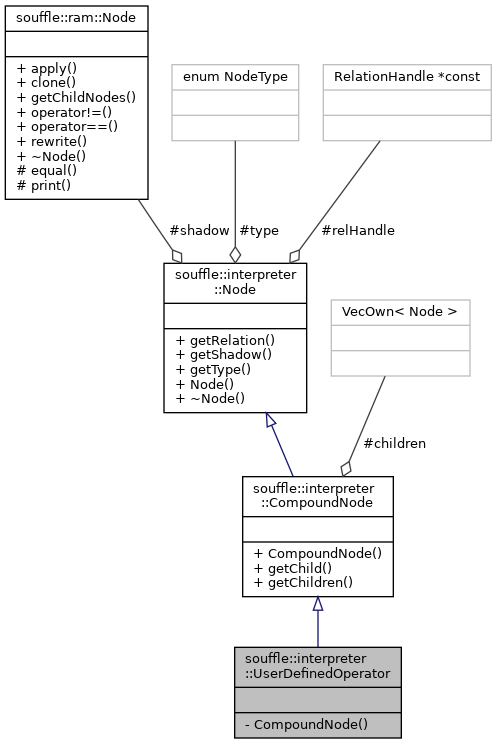 souffle::ram::Node
+ apply()
+ clone()
+ getChildNodes()
+ operator!=()
+ operator==()
+ rewrite()
+ ~Node()
# equal()
# print()
enum NodeType
RelationHandle *const
#shadow
#type
#relHandle
souffle::interpreter
::Node
+ getRelation()
+ getShadow()
+ getType()
+ Node()
+ ~Node()
VecOwn< Node >
#children
souffle::interpreter
::CompoundNode
+ CompoundNode()
+ getChild()
+ getChildren()
souffle::interpreter
::UserDefinedOperator
- CompoundNode()